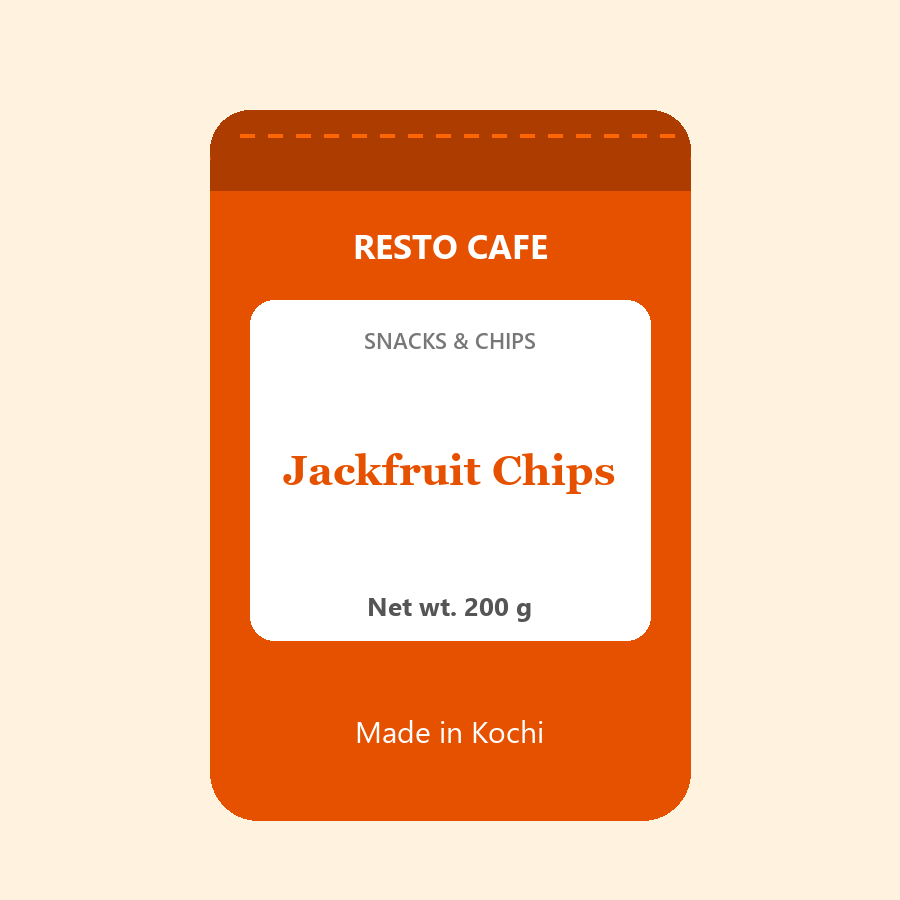 RESTO CAFE
SNACKS & CHIPS
Jackfruit Chips
Net wt. 200 g
Made in Kochi